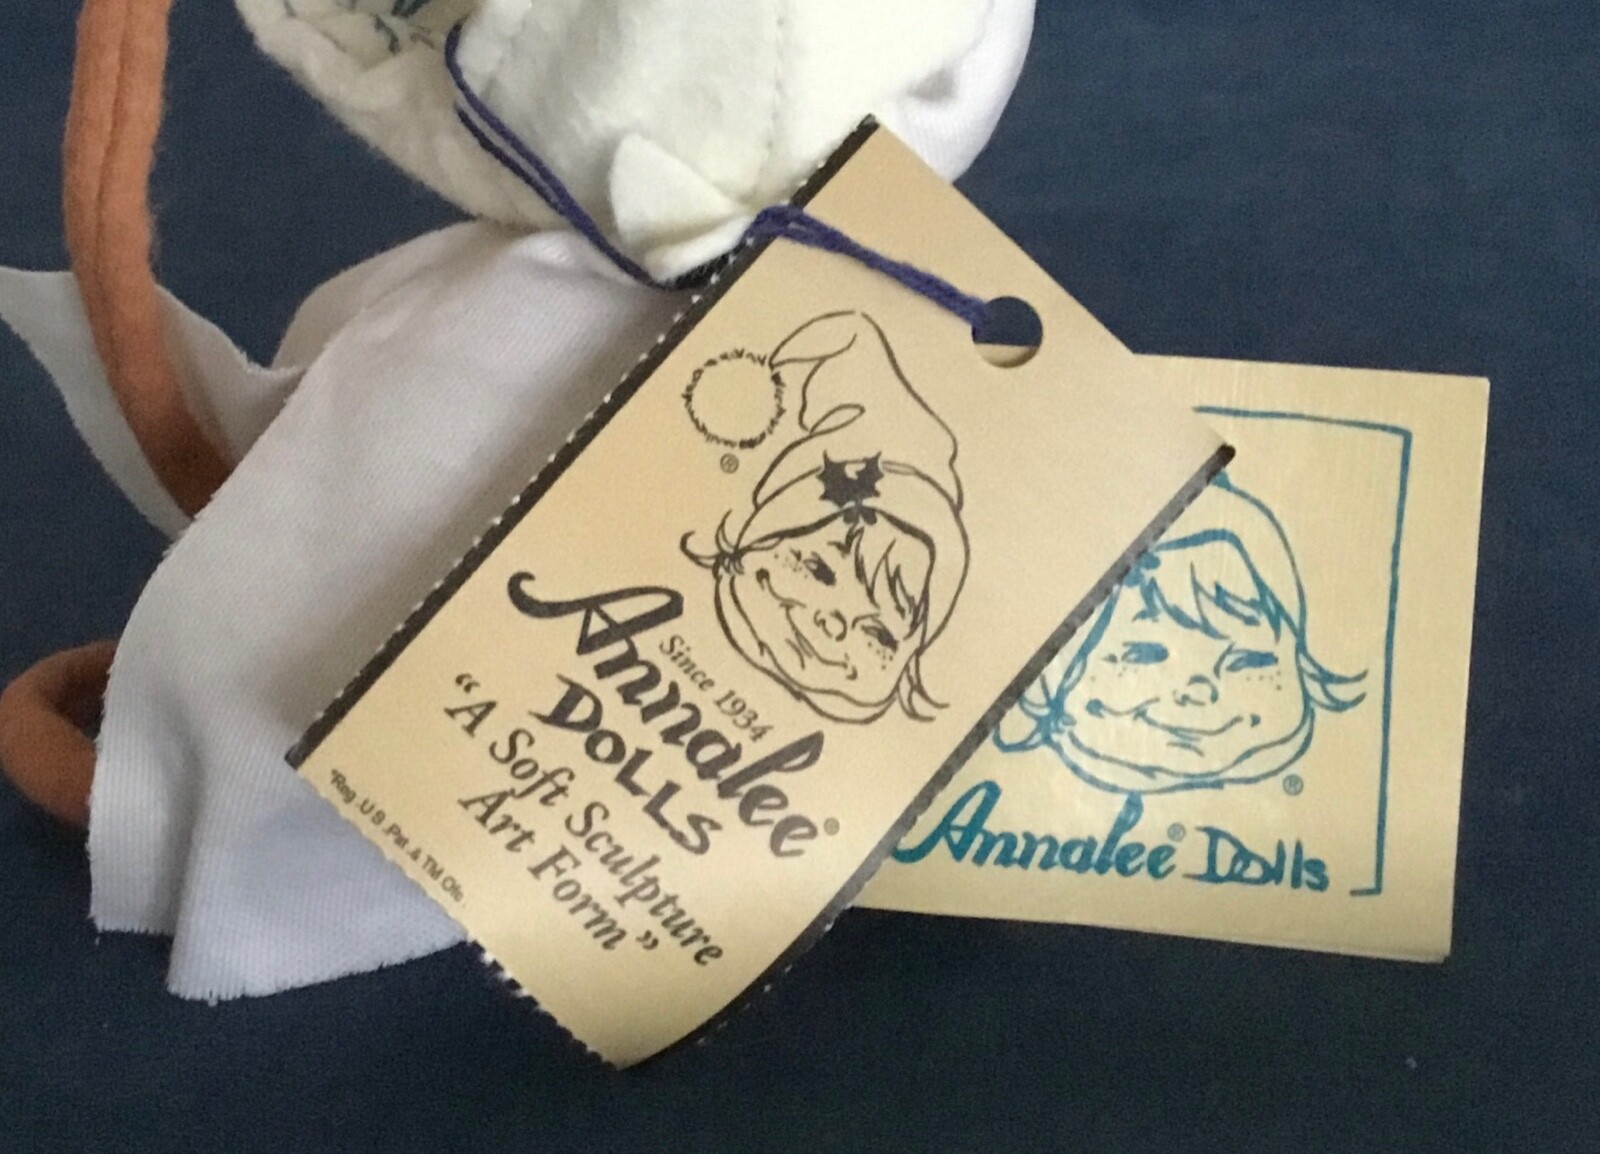 ®
Annalee®
Since 1934
DOLLS
"A Soft Sculpture
Art Form"
*Reg. U.S. Pat. & TM Ofc.
®
Annalee® Dolls